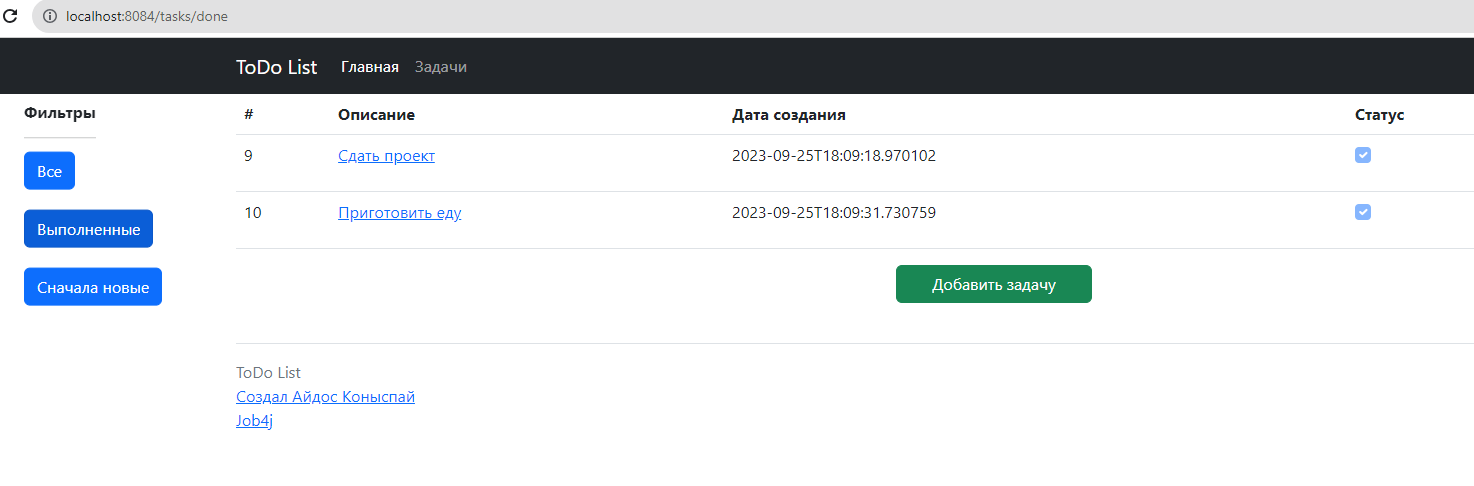 localhost:8084/tasks/done
ToDo List Главная Задачи
Фильтры
# Описание Дата создания Статус
9 Сдать проект 2023-09-25T18:09:18.970102
Все
10 Приготовить еду 2023-09-25T18:09:31.730759
Выполненные
Сначала новые
Добавить задачу
ToDo List
Создал Айдос Коныспай
Job4j